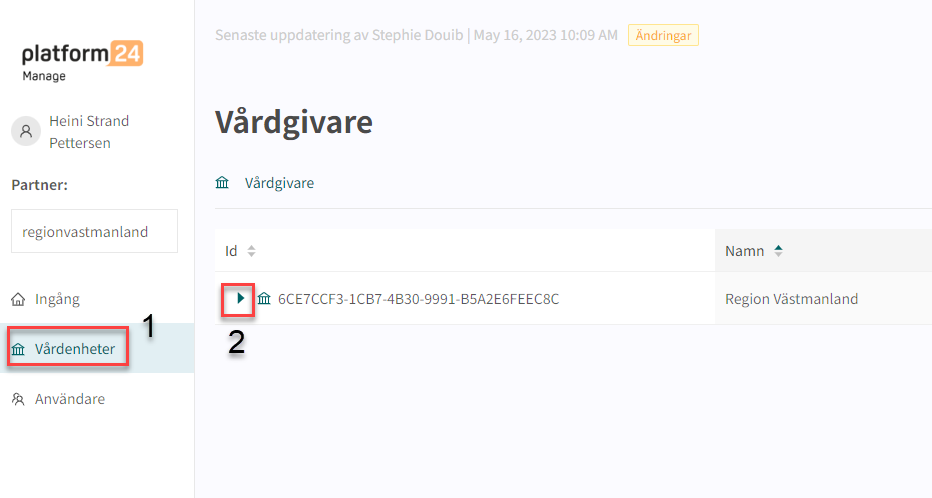 platform24
Manage
Heini Strand
Pettersen
Partner:
regionvastmanland
Ingång
Vårdenheter
1
Användare
Senaste uppdatering av Stephie Douib | May 16, 2023 10:09 AM Ändringar
Vårdgivare
Vårdgivare
Id Namn
6CE7CCF3-1CB7-4B30-9991-B5A2E6FEEC8C Region Västmanland
2